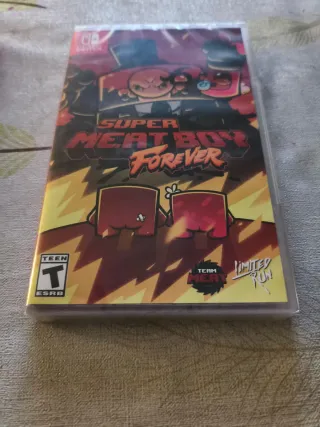 SUPER
MEAT BOY
FOREVER
TEEN
T
ESRB
TEAM
MEAT
LIMITED
RUN